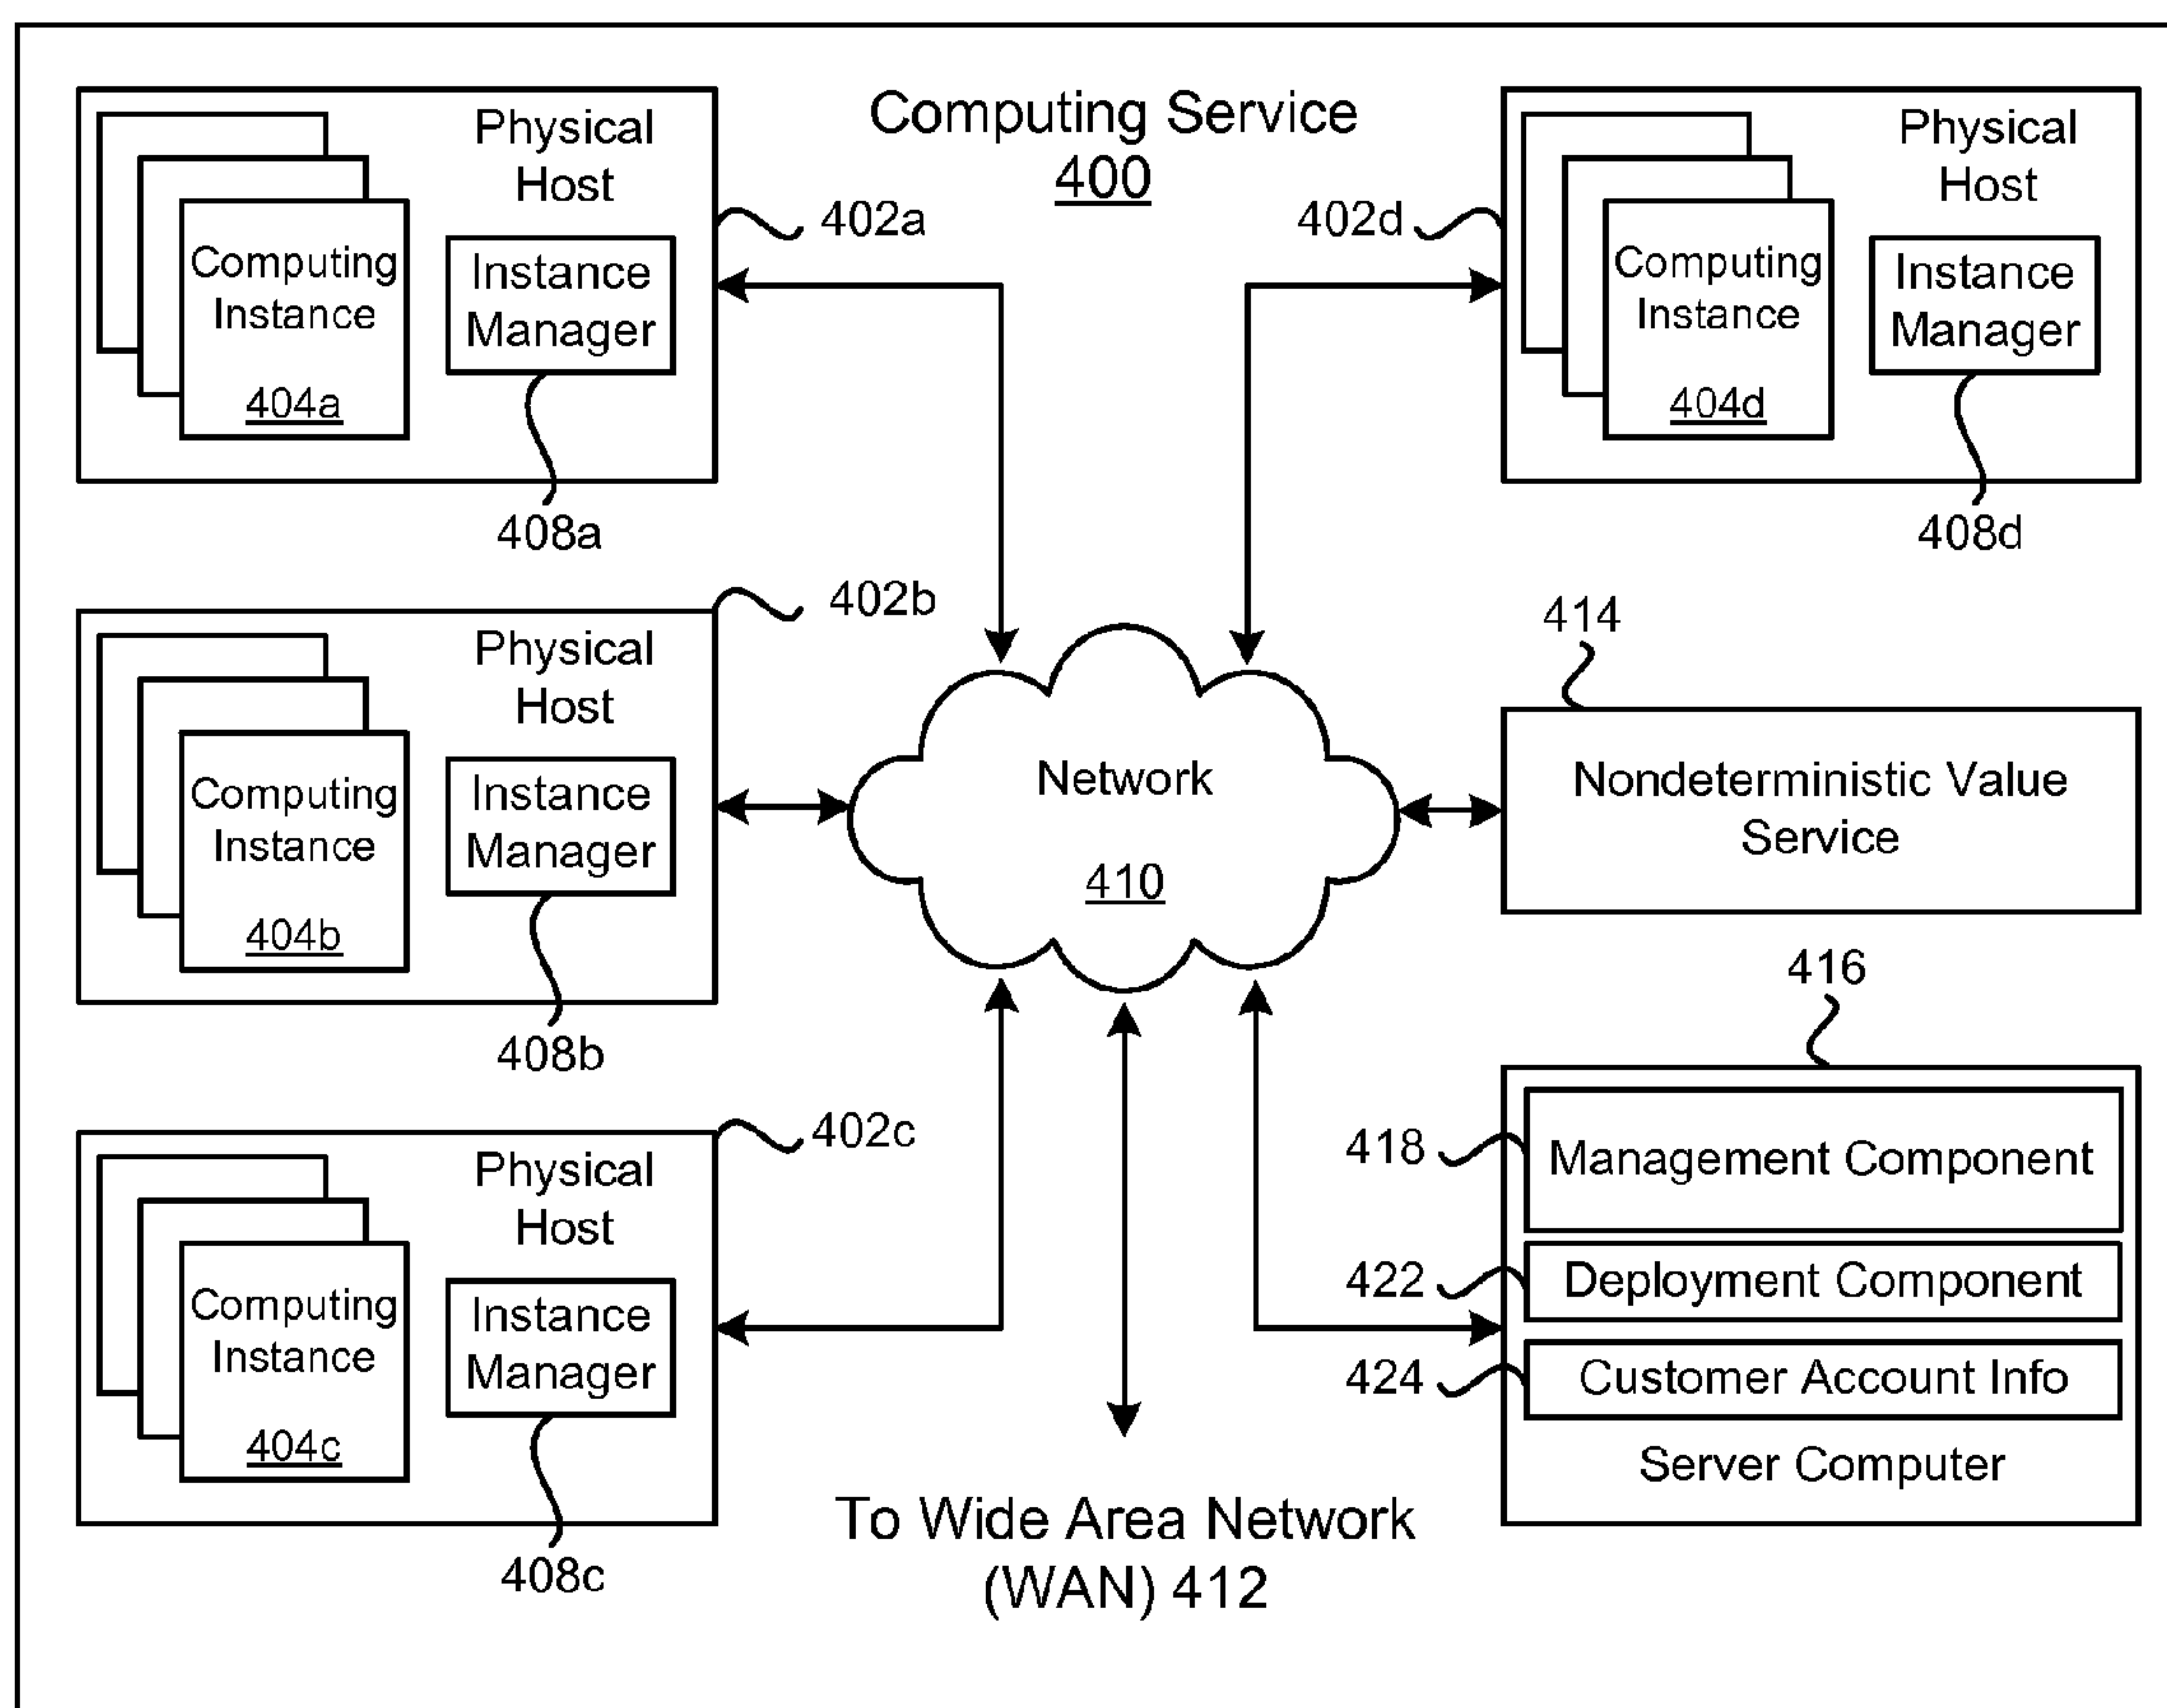 Computing Service
400
Physical
Host
402a
Computing
Instance
404a
Instance
Manager
408a
Physical
Host
402d
Computing
Instance
404d
Instance
Manager
408d
Physical
Host
402b
Computing
Instance
404b
Instance
Manager
408b
Network
410
414
Nondeterministic Value
Service
Physical
Host
402c
Computing
Instance
404c
Instance
Manager
408c
To Wide Area Network
(WAN) 412
416
418
Management Component
422
Deployment Component
424
Customer Account Info
Server Computer